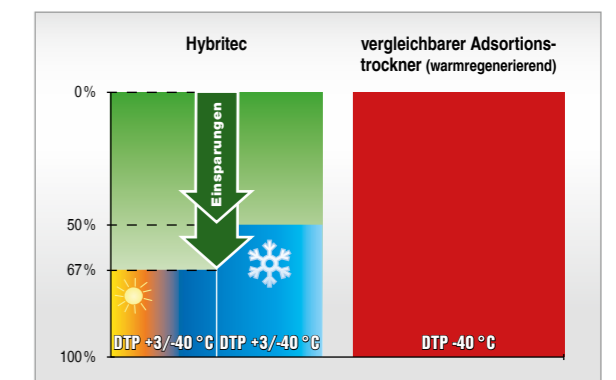 Hybritec
vergleichbarer Adsortions-
trockner (warmregenerierend)
0%
Einsparungen
50%
67%
DTP +3/-40 °C
DTP +3/-40 °C
DTP -40 °C
100%